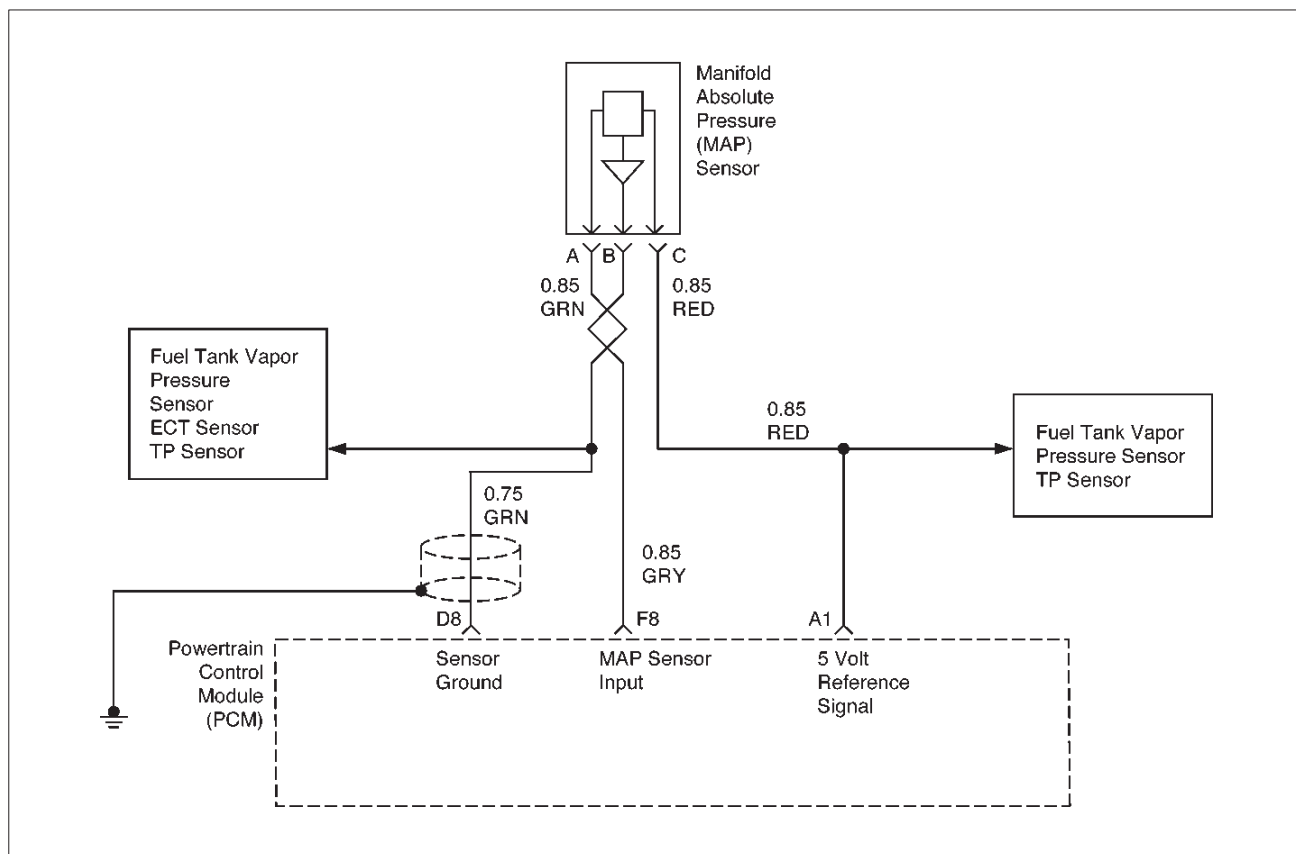 Manifold
Absolute
Pressure
(MAP)
Sensor
A B C
0.85
GRN
0.85
RED
Fuel Tank Vapor
Pressure
Sensor
ECT Sensor
TP Sensor
0.85
RED
Fuel Tank Vapor
Pressure Sensor
TP Sensor
0.75
GRN
0.85
GRY
D8 F8 A1
Powertrain
Control
Module
(PCM)
Sensor
Ground
MAP Sensor
Input
5 Volt
Reference
Signal